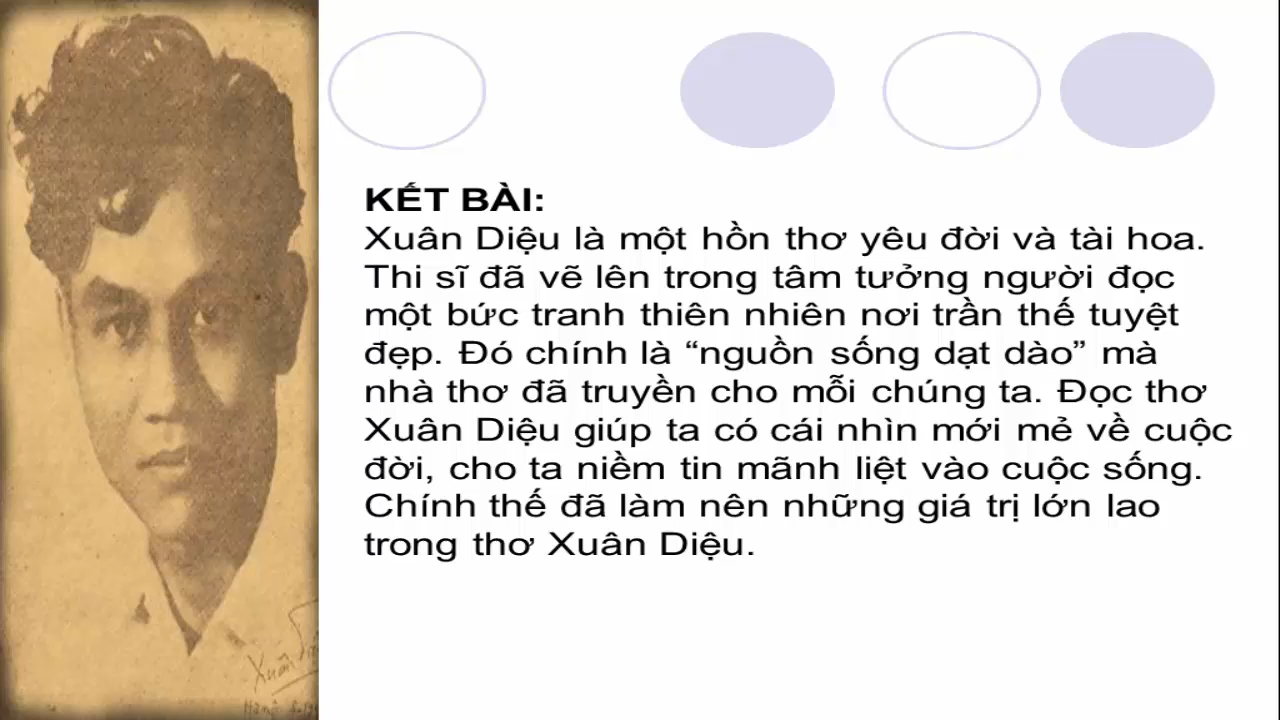 KẾT BÀI:
Xuân Diệu là một hồn thơ yêu đời và tài hoa.
Thi sĩ đã vẽ lên trong tâm tưởng người đọc
một bức tranh thiên nhiên nơi trần thế tuyệt
đẹp. Đó chính là “nguồn sống dạt dào” mà
nhà thơ đã truyền cho mỗi chúng ta. Đọc thơ
Xuân Diệu giúp ta có cái nhìn mới mẻ về cuộc
đời, cho ta niềm tin mãnh liệt vào cuộc sống.
Chính thế đã làm nên những giá trị lớn lao
trong thơ Xuân Diệu.
Xuân